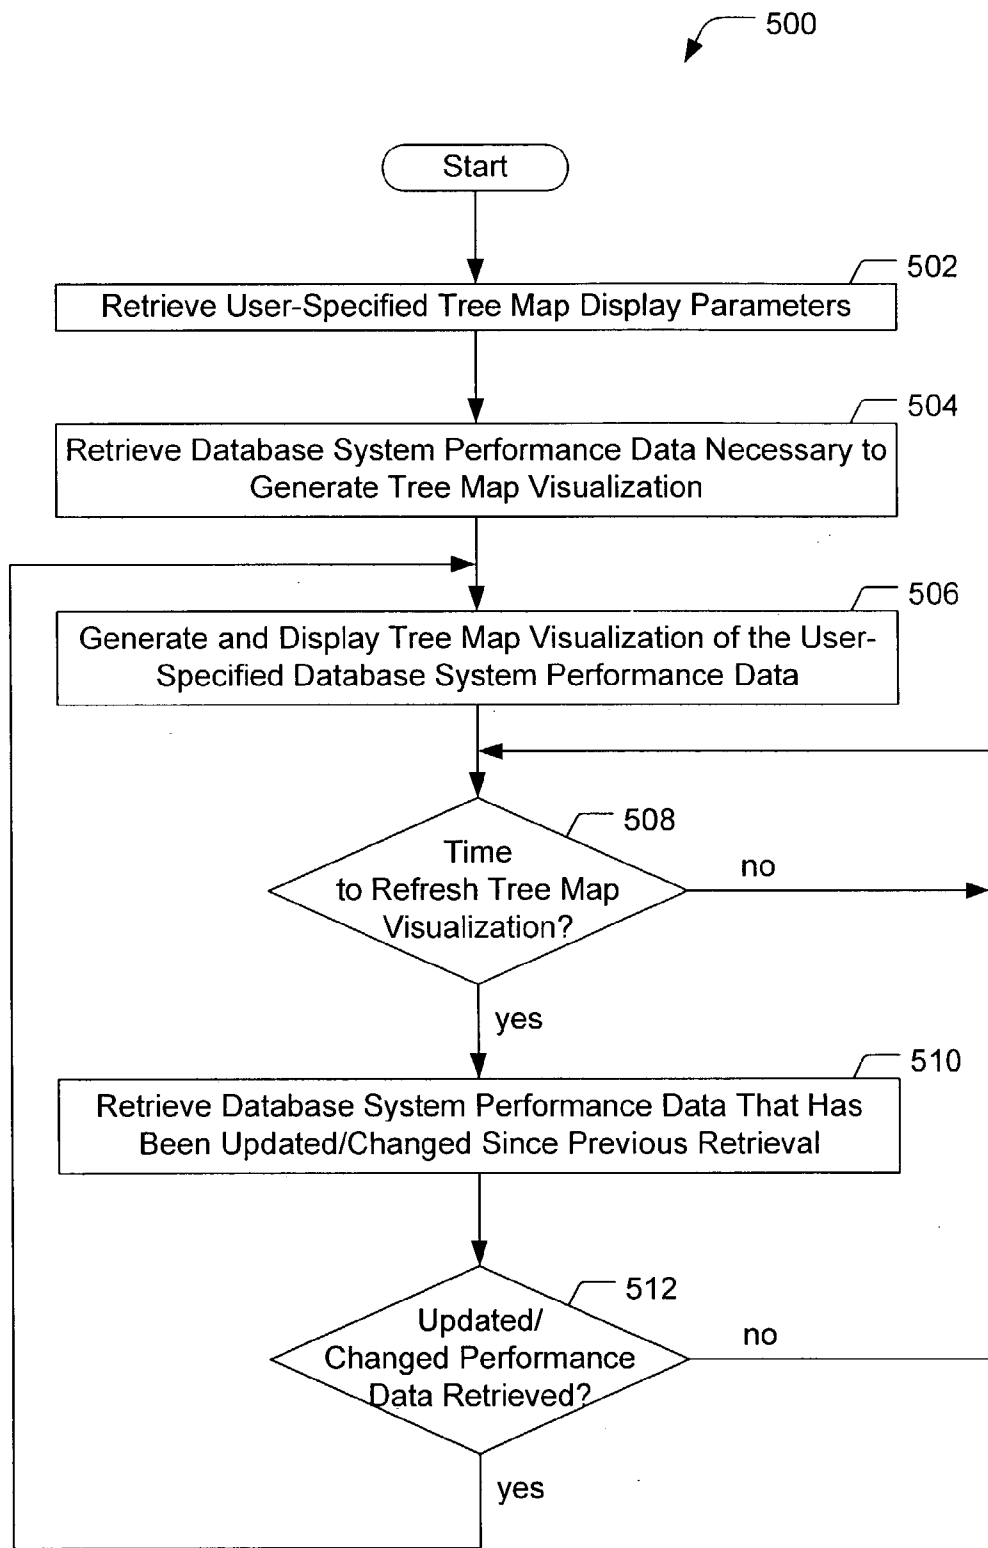 500
Start
502
Retrieve User-Specified Tree Map Display Parameters
504
Retrieve Database System Performance Data Necessary to
Generate Tree Map Visualization
506
Generate and Display Tree Map Visualization of the User-
Specified Database System Performance Data
508
Time
to Refresh Tree Map
Visualization?
no
yes
510
Retrieve Database System Performance Data That Has
Been Updated/Changed Since Previous Retrieval
512
Updated/
Changed Performance
Data Retrieved?
no
yes